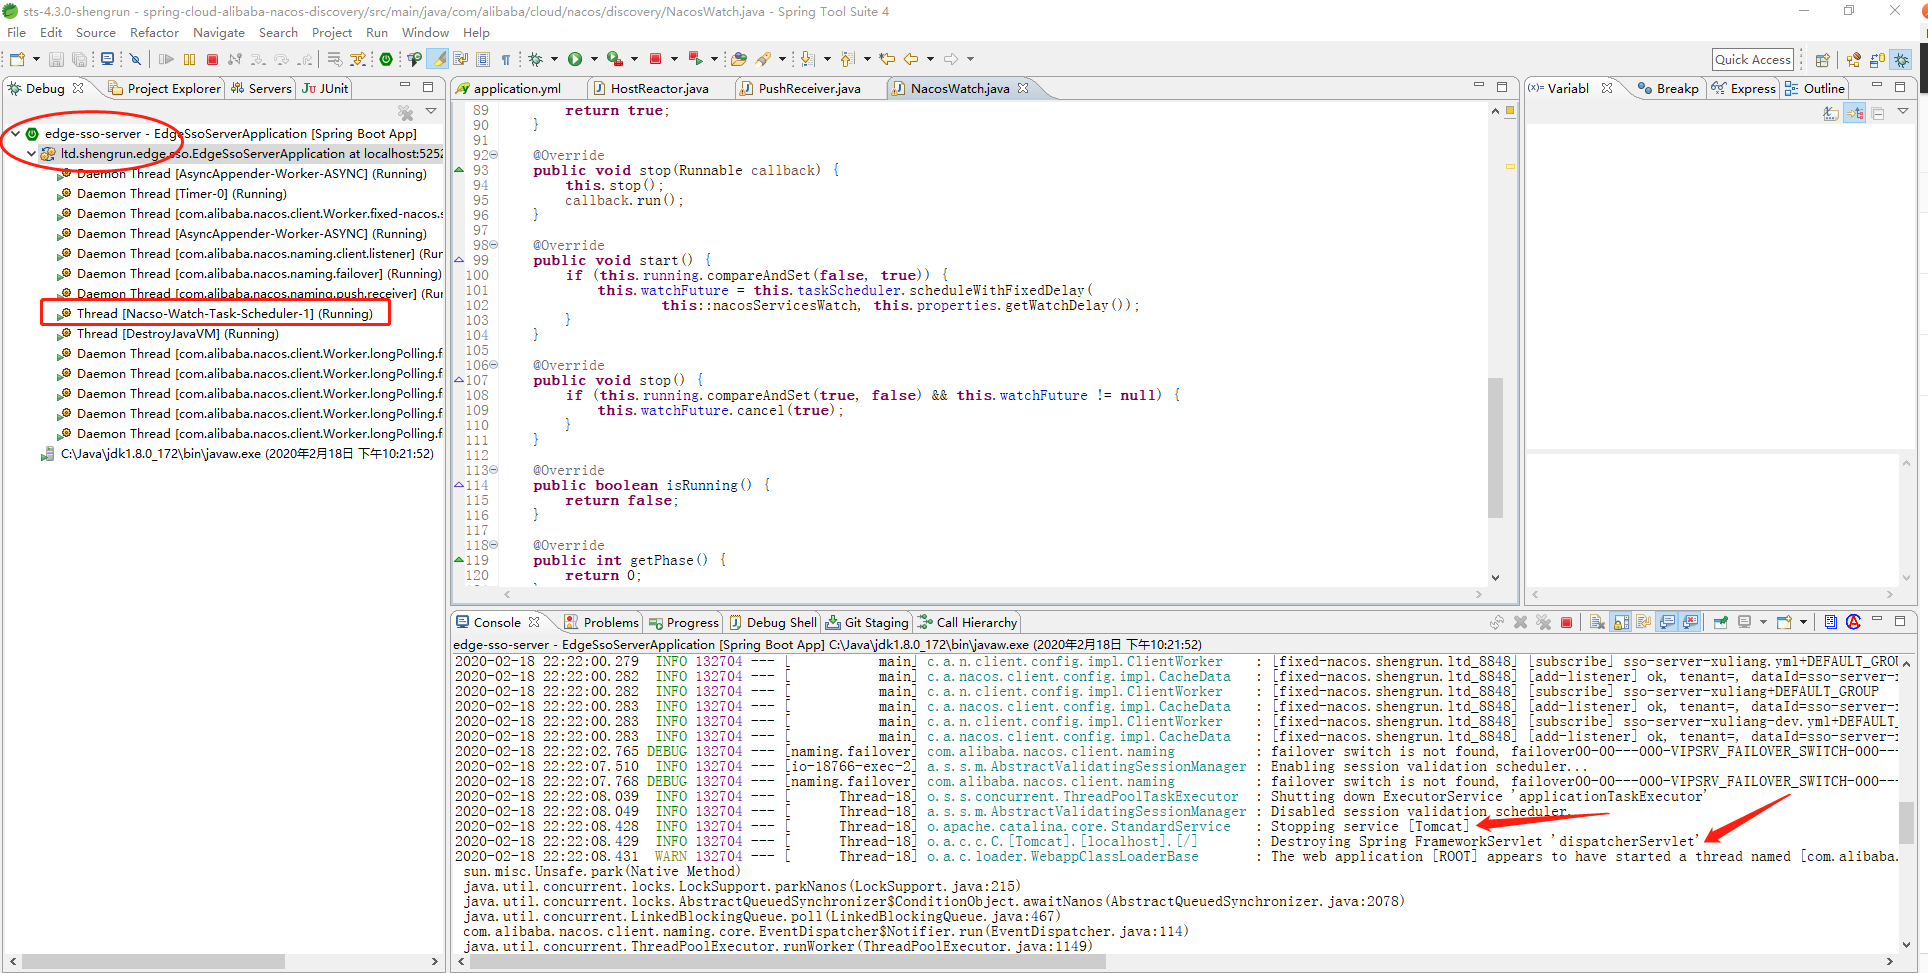 sts-4.3.0-shengrun - spring-cloud-alibaba-nacos-discovery/src/main/java/com/alibaba/cloud/nacos/discovery/NacosWatch.java - Spring Tool Suite 4
File Edit Source Refactor Navigate Search Project Run Window Help
Quick Access
Debug Project Explorer Servers JUnit
edge-sso-server - EdgeSsoServerApplication [Spring Boot App]
ltd.shengrun.edge.sso.EdgeSsoServerApplication at localhost:5252
Daemon Thread [AsyncAppender-Worker-ASYNC] (Running)
Daemon Thread [Timer-0] (Running)
Daemon Thread [com.alibaba.nacos.client.Worker.fixed-nacos.s
Daemon Thread [AsyncAppender-Worker-ASYNC] (Running)
Daemon Thread [com.alibaba.nacos.naming.client.listener] (Rur
Daemon Thread [com.alibaba.nacos.naming.failover] (Running)
Daemon Thread [com.alibaba.nacos.naming.push.receiver] (Rur
Thread [Nacso-Watch-Task-Scheduler-1] (Running)
Thread [DestroyJavaVM] (Running)
Daemon Thread [com.alibaba.nacos.client.Worker.longPolling.f
Daemon Thread [com.alibaba.nacos.client.Worker.longPolling.f
Daemon Thread [com.alibaba.nacos.client.Worker.longPolling.f
Daemon Thread [com.alibaba.nacos.client.Worker.longPolling.f
Daemon Thread [com.alibaba.nacos.client.Worker.longPolling.f
C:\Java\jdk1.8.0_172\bin\javaw.exe (2020年2月18日 下午10:21:52)
application.yml HostReactor.java PushReceiver.java NacosWatch.java
89 return true;
90 }
91
92 @Override
93 public void stop(Runnable callback) {
94 this.stop();
95 callback.run();
96 }
97
98 @Override
99 public void start() {
100 if (this.running.compareAndSet(false, true)) {
101 this.watchFuture = this.taskScheduler.scheduleWithFixedDelay(
102 this::nacosServicesWatch, this.properties.getWatchDelay());
103 }
104 }
105
106 @Override
107 public void stop() {
108 if (this.running.compareAndSet(true, false) && this.watchFuture != null) {
109 this.watchFuture.cancel(true);
110 }
111 }
112
113 @Override
114 public boolean isRunning() {
115 return false;
116 }
117
118 @Override
119 public int getPhase() {
120 return 0;
(x)= Variabl Breakp Express Outline
Console Problems Progress Debug Shell Git Staging Call Hierarchy
edge-sso-server - EdgeSsoServerApplication [Spring Boot App] C:\Java\jdk1.8.0_172\bin\javaw.exe (2020年2月18日 下午10:21:52)
2020-02-18 22:22:00.279 INFO 132704 --- [ main] c.a.n.client.config.impl.ClientWorker : [fixed-nacos.shengrun.ltd_8848] [subscribe] sso-server-xuliang.yml+DEFAULT_GROU
2020-02-18 22:22:00.282 INFO 132704 --- [ main] c.a.nacos.client.config.impl.CacheData : [fixed-nacos.shengrun.ltd_8848] [add-listener] ok, tenant=, dataId=sso-server-x
2020-02-18 22:22:00.282 INFO 132704 --- [ main] c.a.n.client.config.impl.ClientWorker : [fixed-nacos.shengrun.ltd_8848] [subscribe] sso-server-xuliang+DEFAULT_GROUP
2020-02-18 22:22:00.283 INFO 132704 --- [ main] c.a.nacos.client.config.impl.CacheData : [fixed-nacos.shengrun.ltd_8848] [add-listener] ok, tenant=, dataId=sso-server-x
2020-02-18 22:22:00.283 INFO 132704 --- [ main] c.a.n.client.config.impl.ClientWorker : [fixed-nacos.shengrun.ltd_8848] [subscribe] sso-server-xuliang-dev.yml+DEFAULT_
2020-02-18 22:22:00.283 INFO 132704 --- [ main] c.a.nacos.client.config.impl.CacheData : [fixed-nacos.shengrun.ltd_8848] [add-listener] ok, tenant=, dataId=sso-server-x
2020-02-18 22:22:02.765 DEBUG 132704 --- [naming.failover] com.alibaba.nacos.client.naming : failover switch is not found, failover00-00---000-VIPSRV_FAILOVER_SWITCH-000---
2020-02-18 22:22:07.510 INFO 132704 --- [io-18766-exec-2] a.s.s.m.AbstractValidatingSessionManager : Enabling session validation scheduler...
2020-02-18 22:22:07.768 DEBUG 132704 --- [naming.failover] com.alibaba.nacos.client.naming : failover switch is not found, failover00-00---000-VIPSRV_FAILOVER_SWITCH-000---
2020-02-18 22:22:08.039 INFO 132704 --- [ Thread-18] o.s.s.concurrent.ThreadPoolTaskExecutor : Shutting down ExecutorService 'applicationTaskExecutor'
2020-02-18 22:22:08.049 INFO 132704 --- [ Thread-18] a.s.s.m.AbstractValidatingSessionManager : Disabled session validation scheduler.
2020-02-18 22:22:08.428 INFO 132704 --- [ Thread-18] o.apache.catalina.core.StandardService : Stopping service [Tomcat]
2020-02-18 22:22:08.429 INFO 132704 --- [ Thread-18] o.a.c.c.C.[Tomcat].[localhost].[/] : Destroying Spring FrameworkServlet 'dispatcherServlet'
2020-02-18 22:22:08.431 WARN 132704 --- [ Thread-18] o.a.c.loader.WebappClassLoaderBase : The web application [ROOT] appears to have started a thread named [com.alibaba.
sun.misc.Unsafe.park(Native Method)
java.util.concurrent.locks.LockSupport.parkNanos(LockSupport.java:215)
java.util.concurrent.locks.AbstractQueuedSynchronizer$ConditionObject.awaitNanos(AbstractQueuedSynchronizer.java:2078)
java.util.concurrent.LinkedBlockingQueue.poll(LinkedBlockingQueue.java:467)
com.alibaba.nacos.client.naming.core.EventDispatcher$Notifier.run(EventDispatcher.java:114)
java.util.concurrent.ThreadPoolExecutor.runWorker(ThreadPoolExecutor.java:1149)